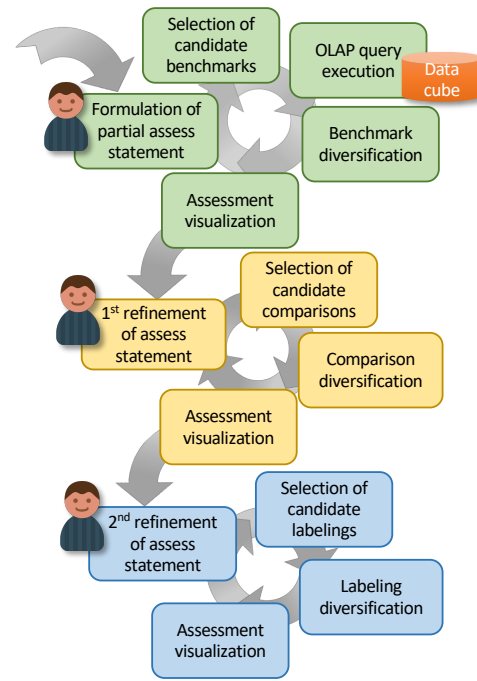 Selection of
candidate
benchmarks
OLAP query
execution
Data
cube
Formulation of
partial assess
statement
Benchmark
diversification
Assessment
visualization
Selection of
candidate
comparisons
1st refinement
of assess
statement
Comparison
diversification
Assessment
visualization
Selection of
candidate
labelings
2nd refinement
of assess
statement
Labeling
diversification
Assessment
visualization